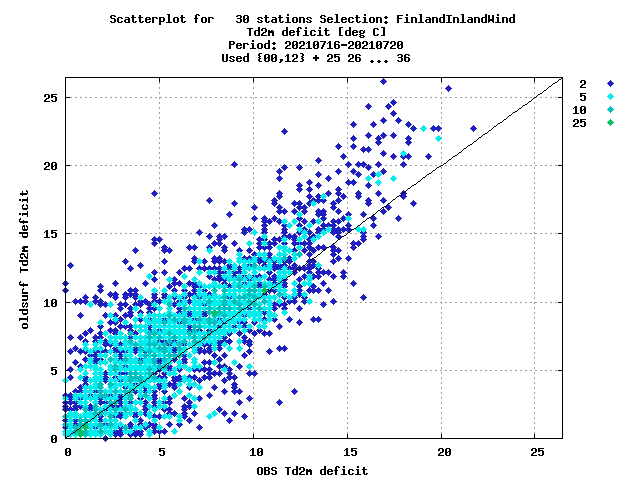 Scatterplot for   30 stations Selection: FinlandInlandWind
Td2m deficit [deg C]
Period: 20210716-20210720
Used {00,12} + 25 26 ... 36
2
5
10
25
oldsurf Td2m deficit
25
20
15
10
5
0
0 5 10 15 20 25
OBS Td2m deficit